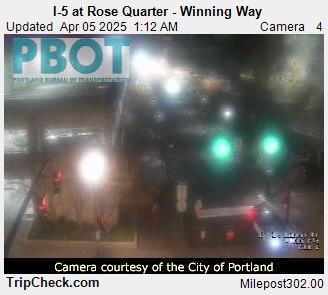 I-5 at Rose Quarter - Winning Way
Updated Apr 05 2025 1:12 AM Camera 4
PBOT
PORTLAND BUREAU OF TRANSPORTATION
Camera courtesy of the City of Portland
TripCheck.com Milepost302.00